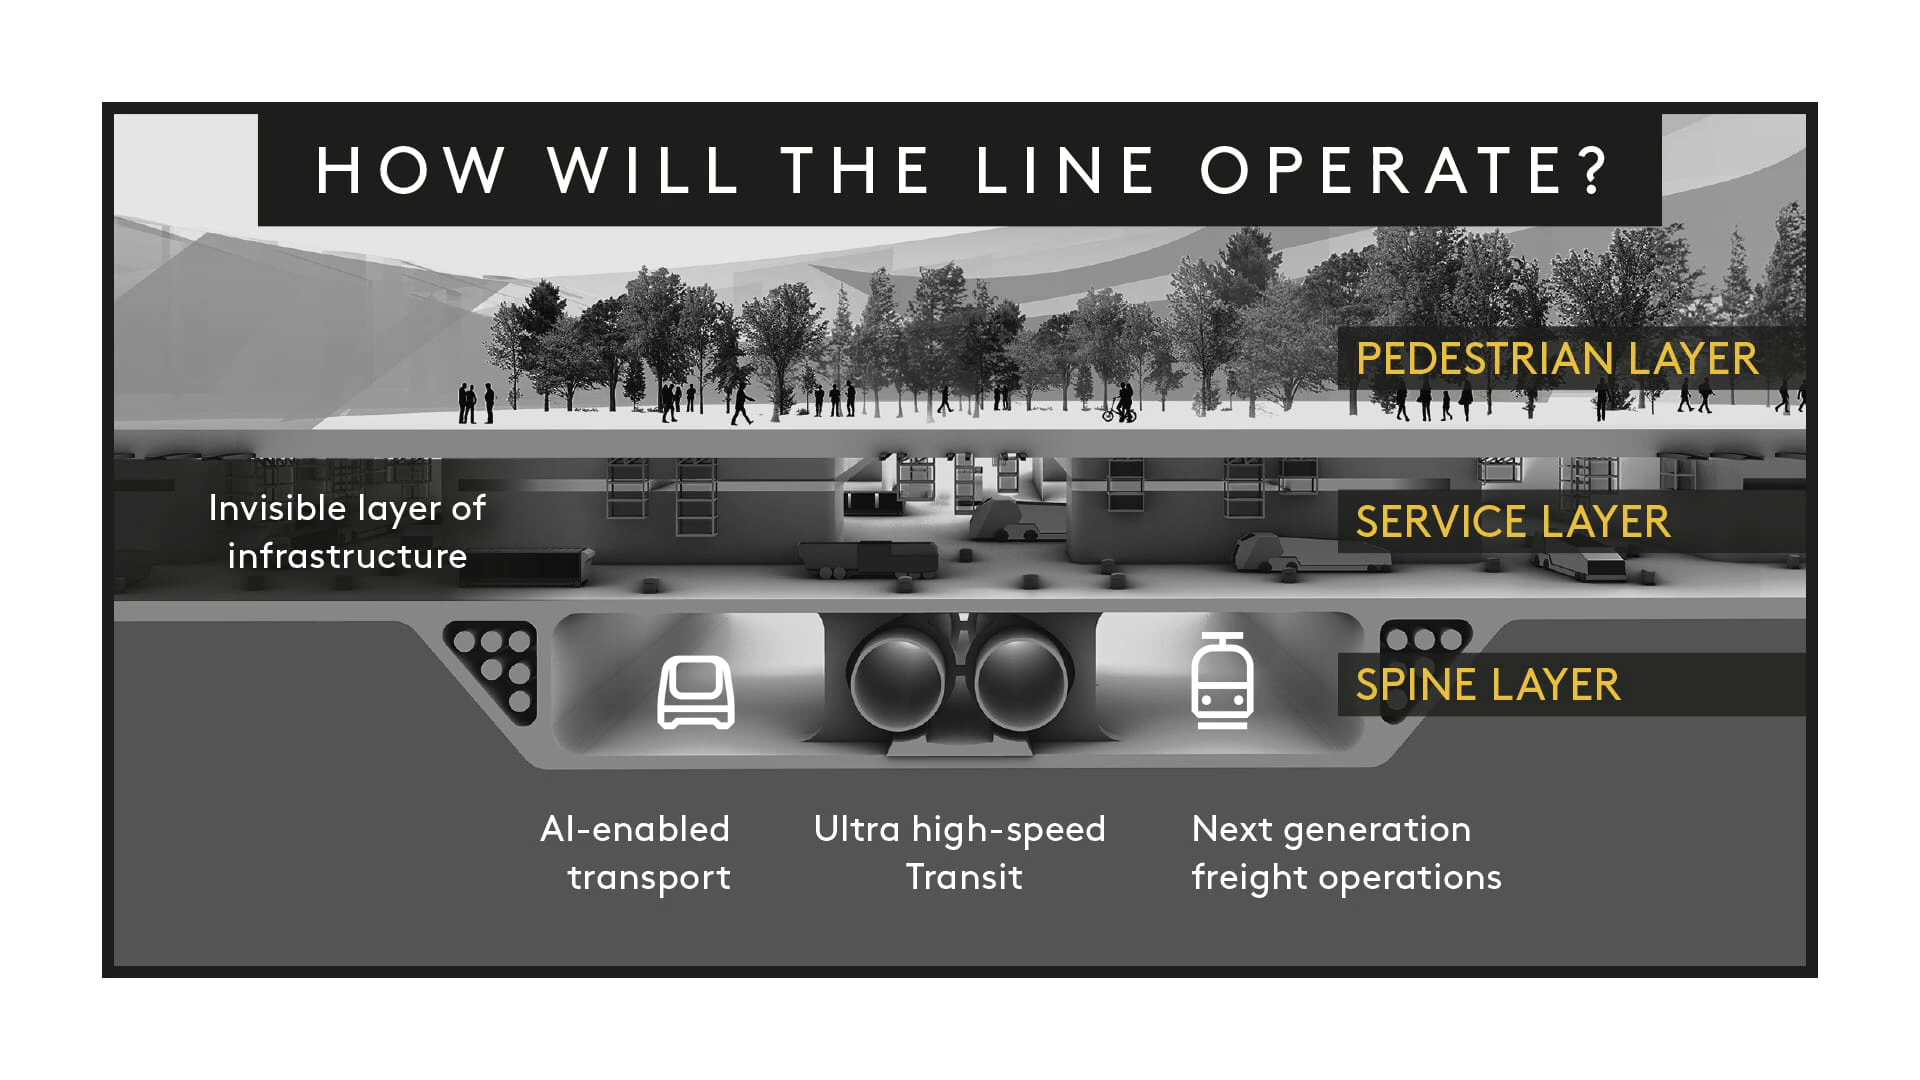 HOW WILL THE LINE OPERATE?
PEDESTRIAN LAYER
Invisible layer of
infrastructure
SERVICE LAYER
SPINE LAYER
AI-enabled
transport
Ultra high-speed
Transit
Next generation
freight operations